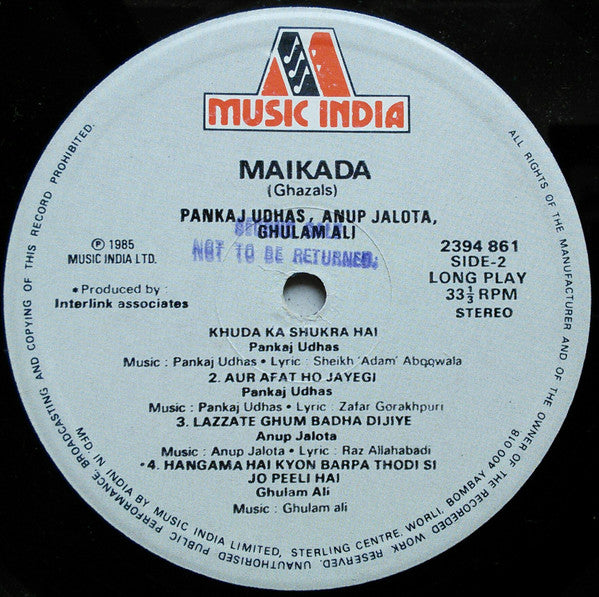 MUSIC INDIA
MAIKADA
(Ghazals)
PANKAJ UDHAS, ANUP JALOTA,
GHULAM ALI
NOT TO BE RETURNED.
℗ 1985
MUSIC INDIA LTD.
• Produced by :
Interlink associates
2394 861
SIDE-2
LONG PLAY
33 1/3 RPM
STEREO
KHUDA KA SHUKRA HAI
Pankaj Udhas
Music : Pankaj Udhas • Lyric : Sheikh 'Adam' Abqowala
2. AUR AFAT HO JAYEGI
Pankaj Udhas
Music : Pankaj Udhas • Lyric : Zafar Gorakhpuri
3. LAZZATE GHUM BADHA DIJIYE
Anup Jalota
Music : Anup Jalota • Lyric : Raz Allahabadi
•4. HANGAMA HAI KYON BARPA THODI SI
JO PEELI HAI
Ghulam Ali
Music : Ghulam ali
MFD. IN INDIA BY MUSIC INDIA LIMITED, STERLING CENTRE, WORLI, BOMBAY 400 018.
ALL RIGHTS OF THE MANUFACTURER AND OF THE OWNER OF THE RECOREDED WORK RESERVED. UNAUTHORISED PUBLIC PERFORMANCE, BROADCASTING AND COPYING OF THIS RECORD PROHIBITED.